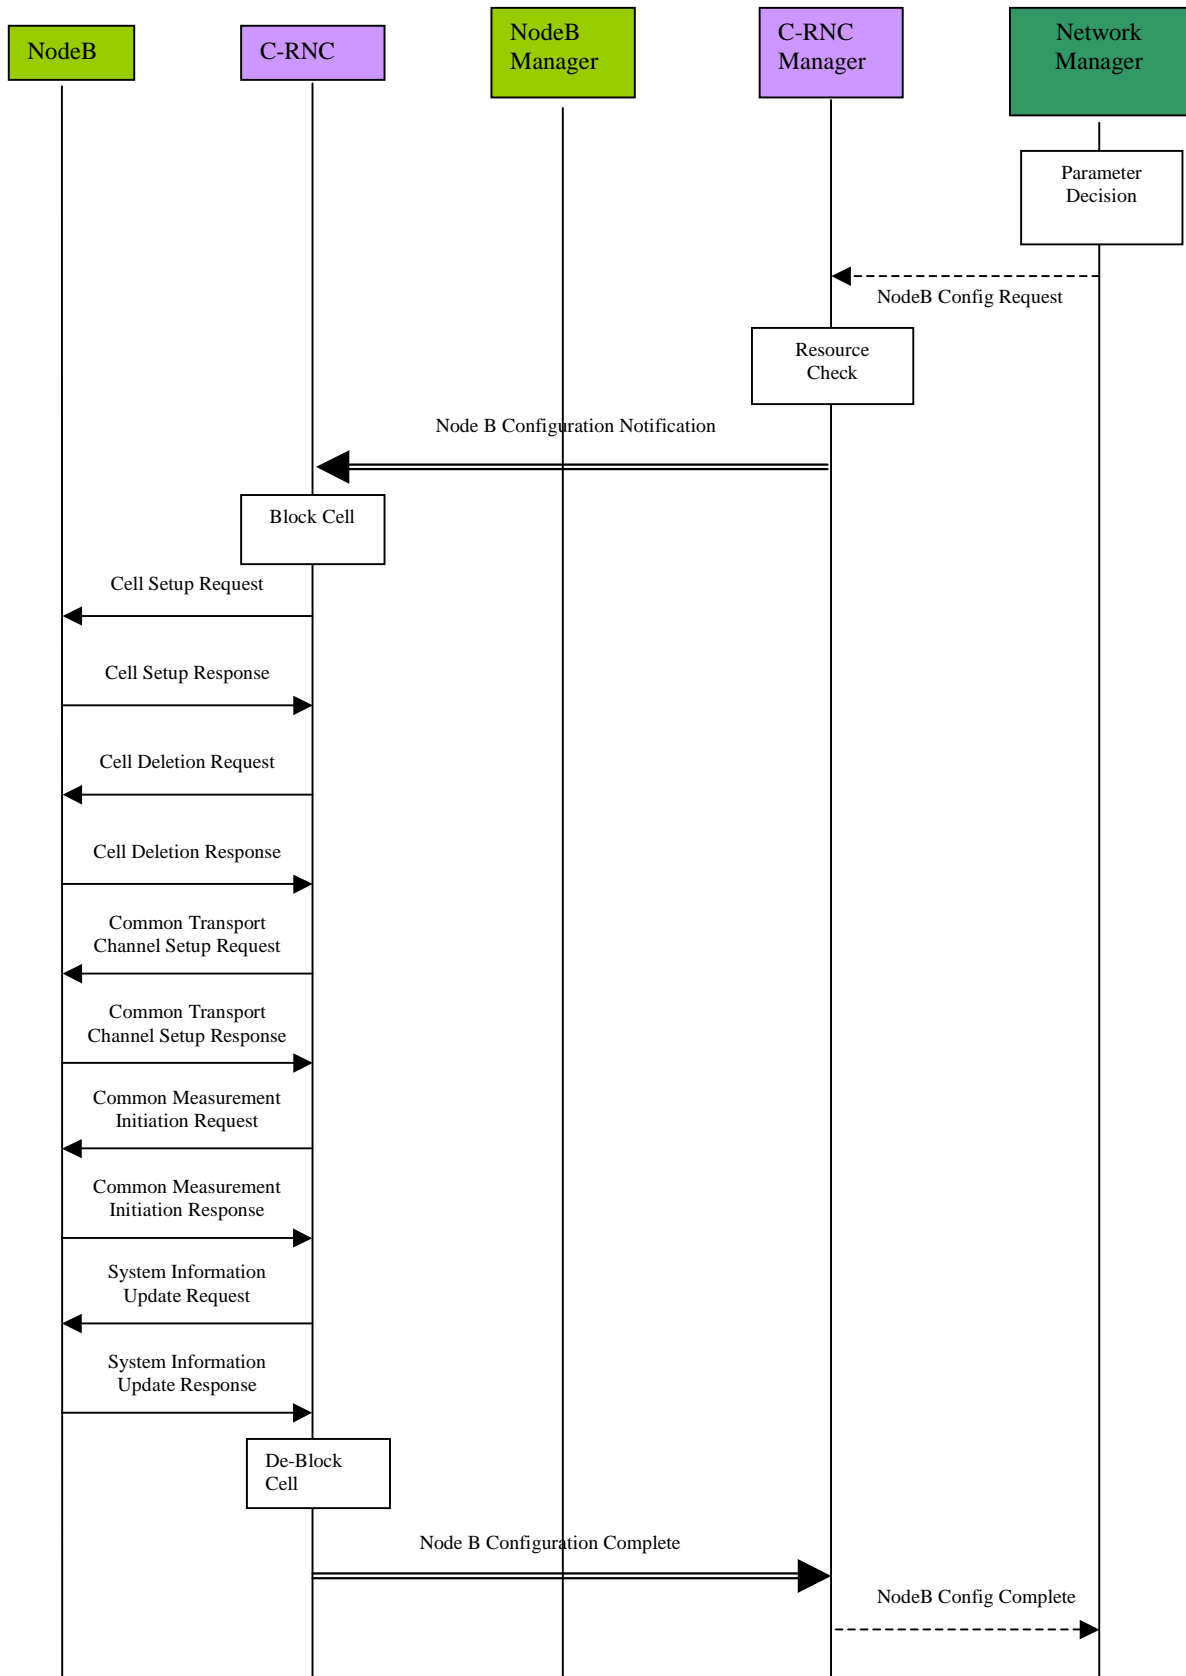 NodeB
C-RNC
NodeB
Manager
C-RNC
Manager
Network
Manager
Parameter
Decision
NodeB Config Request
Resource
Check
Node B Configuration Notification
Block Cell
Cell Setup Request
Cell Setup Response
Cell Deletion Request
Cell Deletion Response
Common Transport
Channel Setup Request
Common Transport
Channel Setup Response
Common Measurement
Initiation Request
Common Measurement
Initiation Response
System Information
Update Request
System Information
Update Response
De-Block
Cell
Node B Configuration Complete
NodeB Config Complete